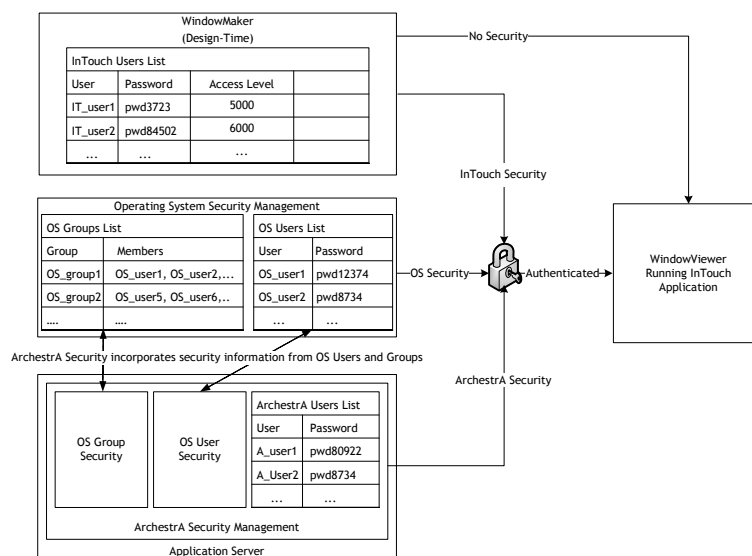 WindowMaker
(Design-Time)
InTouch Users List
User Password Access Level
IT_user1 pwd3723 5000
IT_user2 pwd84502 6000
... ... ...
No Security
InTouch Security
Operating System Security Management
OS Groups List
Group Members
OS_group1 OS_user1, OS_user2,...
OS_group2 OS_user5, OS_user6,..
.... ....
OS Users List
User Password
OS_user1 pwd12374
OS_user2 pwd8734
... ...
OS Security
Authenticated
WindowViewer
Running InTouch
Application
ArchestrA Security incorporates security information from OS Users and Groups
ArchestrA Security
OS Group
Security
OS User
Security
ArchestrA Users List
User Password
A_user1 pwd80922
A_User2 pwd8734
... ...
ArchestrA Security Management
Application Server